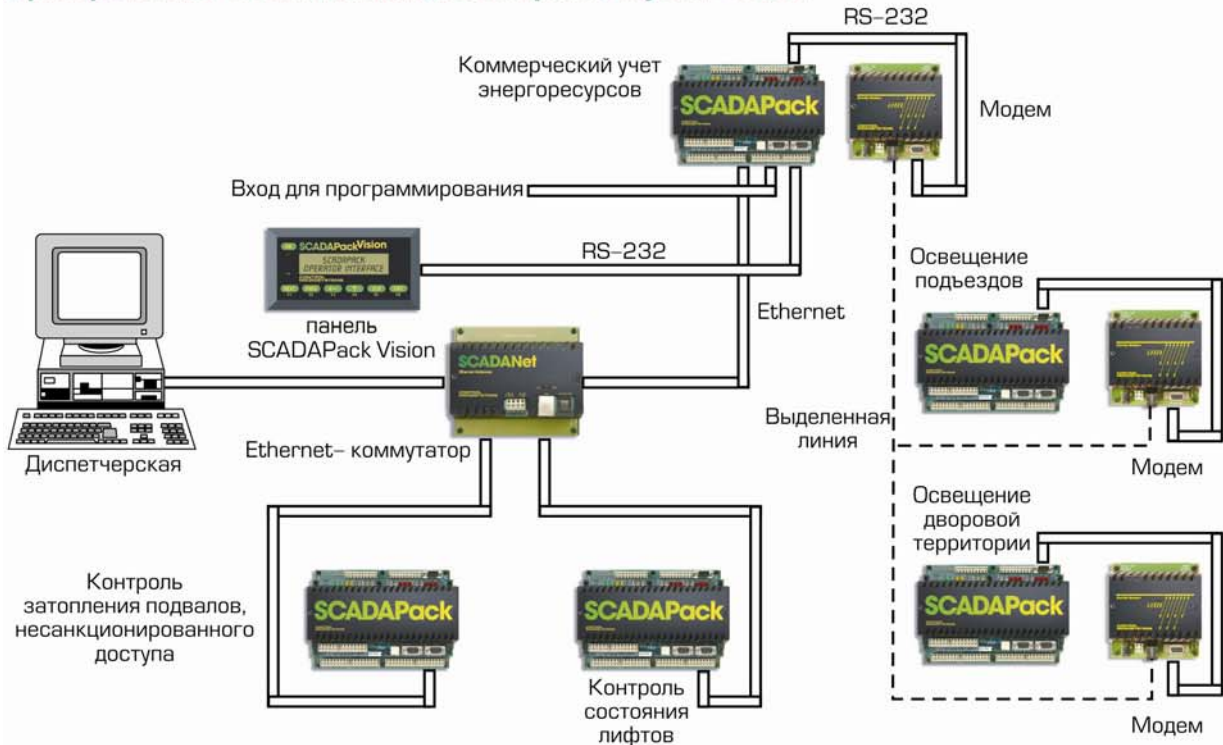 RS-232
Коммерческий учет
энергоресурсов
SCADAPack
Модем
Вход для программирования
SCADAPack Vision
SCADAPACK
OPERATOR INTERFACE
RS-232
панель
SCADAPack Vision
Ethernet
SCADANet
Освещение
подъездов
SCADAPack
Диспетчерская
Ethernet- коммутатор
Выделенная
линия
Модем
Контроль
затопления подвалов,
несанкционированного
доступа
SCADAPack
SCADAPack
Контроль
состояния
лифтов
Освещение
дворовой
территории
SCADAPack
Модем